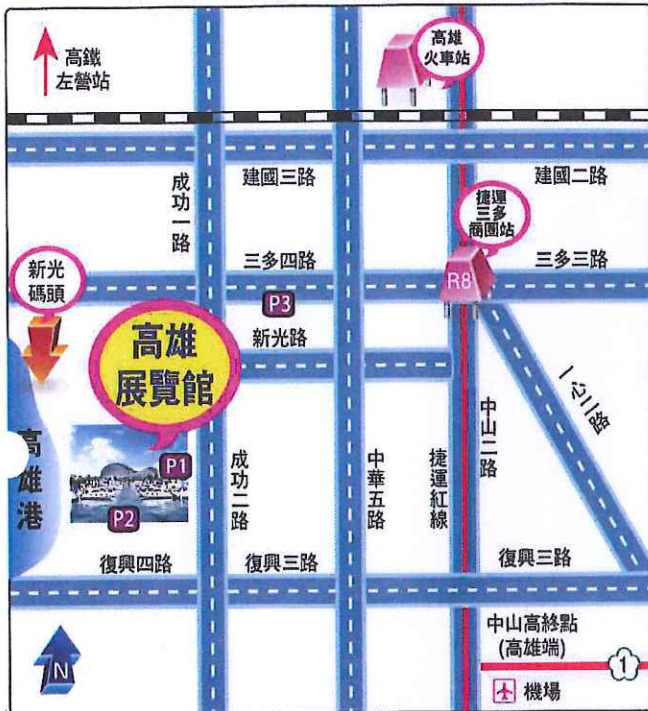 高鐵
左營站
高雄
火車站
建國三路
建國二路
成功一路
捷運
三多
商圈站
三多四路
三多三路
R8
新光
碼頭
P3
新光路
高雄
展覽館
一心二路
中山二路
高雄港
P1
P2
成功二路
中華五路
捷運紅線
復興四路
復興三路
復興三路
N
中山高終點
(高雄端)
1
機場